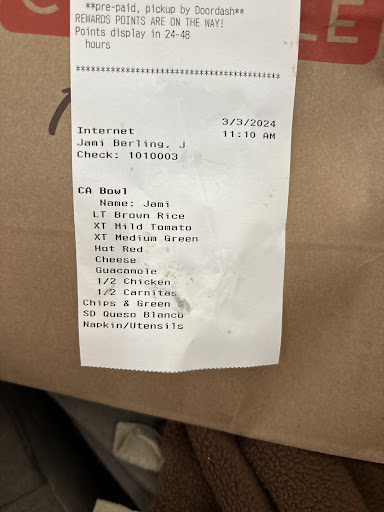 **pre-paid, pickup by Doordash**
REWARDS POINTS ARE ON THE WAY!
Points display in 24-48
hours
*****************************************
3/3/2024
Internet 11:10 AM
Jami Berling, J
Check: 1010003
CA Bowl
Name: Jami
LT Brown Rice
XT Mild Tomato
XT Medium Green
Hot Red
Cheese
Guacamole
1/2 Chicken
1/2 Carnitas
Chips & Green S
SD Queso Blanco
Napkin/Utensils